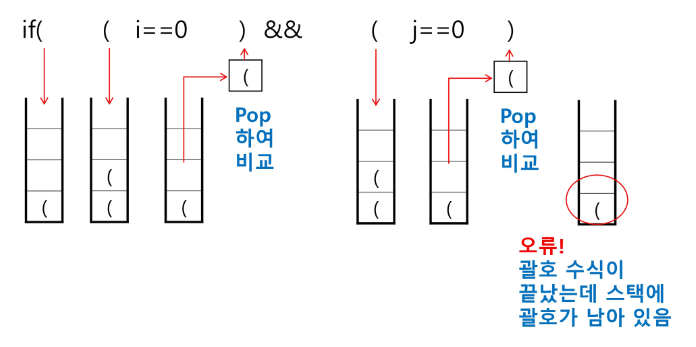 if( ( i==0 ) && ( j==0 )
( (
Pop
하여
비교
Pop
하여
비교
( (
( ( ( ( ( (
오류!
괄호 수식이
끝났는데 스택에
괄호가 남아 있음